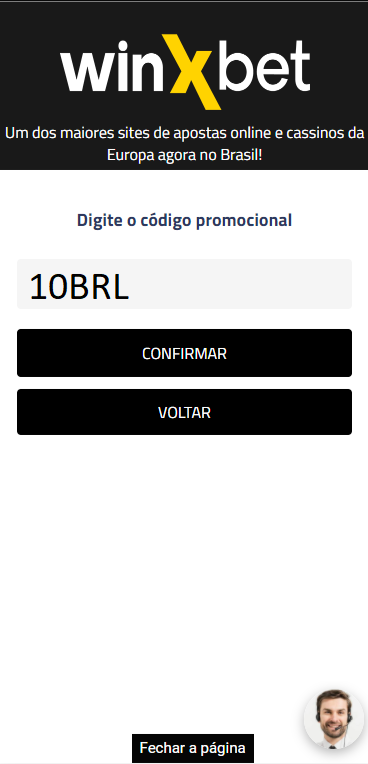 winXbet
Um dos maiores sites de apostas online e cassinos da
Europa agora no Brasil!
Digite o código promocional
10BRL
CONFIRMAR
VOLTAR
Fechar a página